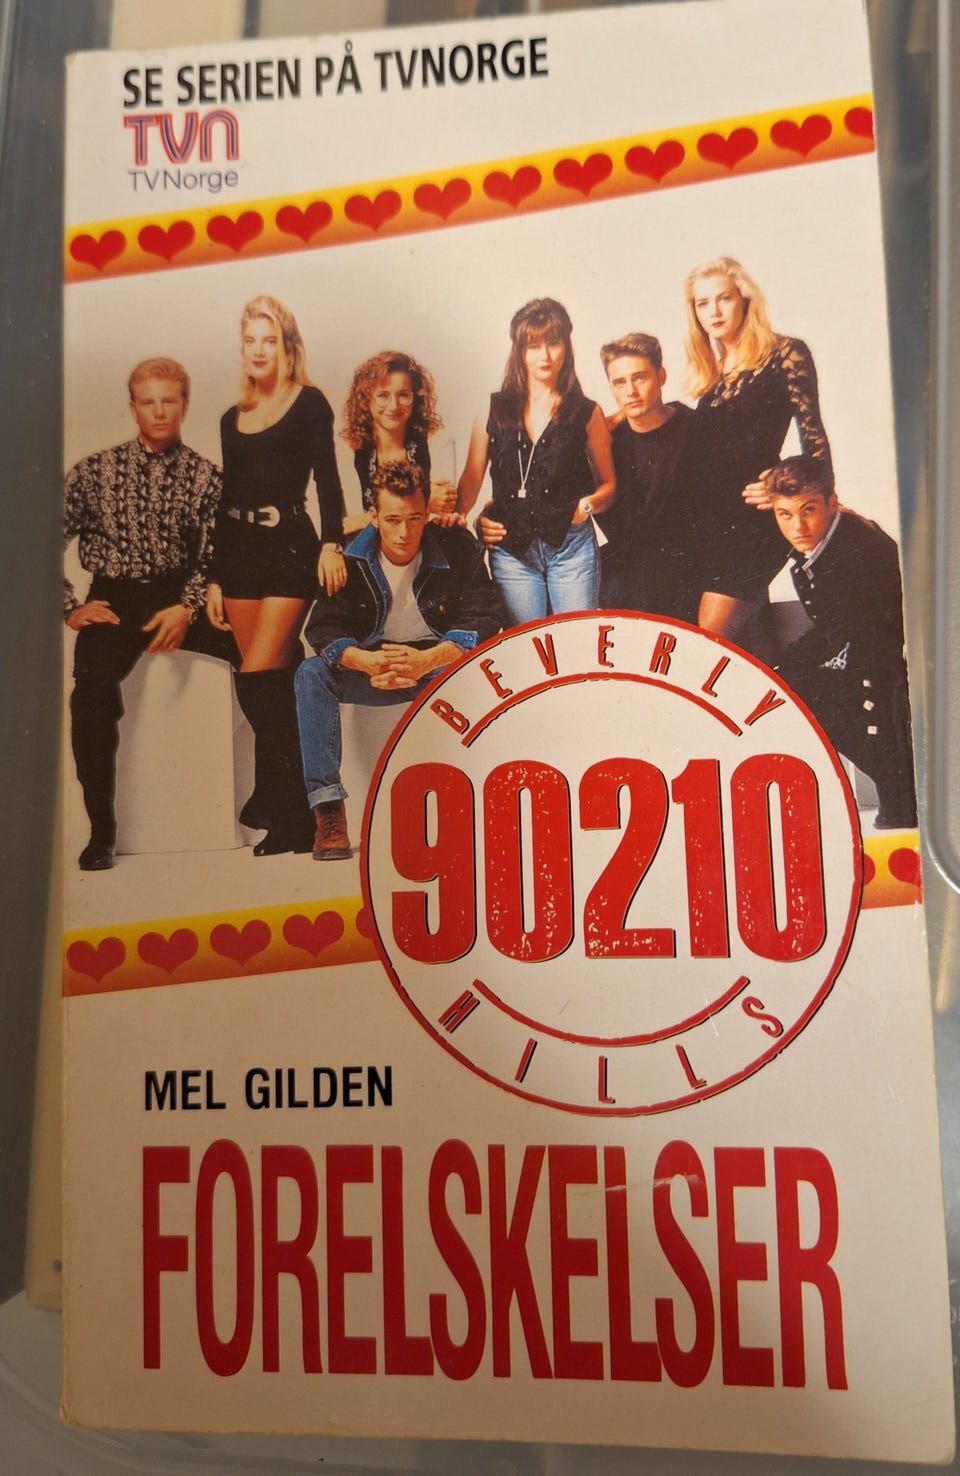 SE SERIEN PÅ TVNORGE
TVN
TVNorge
BEVERLY
90210
HILLS
MEL GILDEN
FORELSKELSER